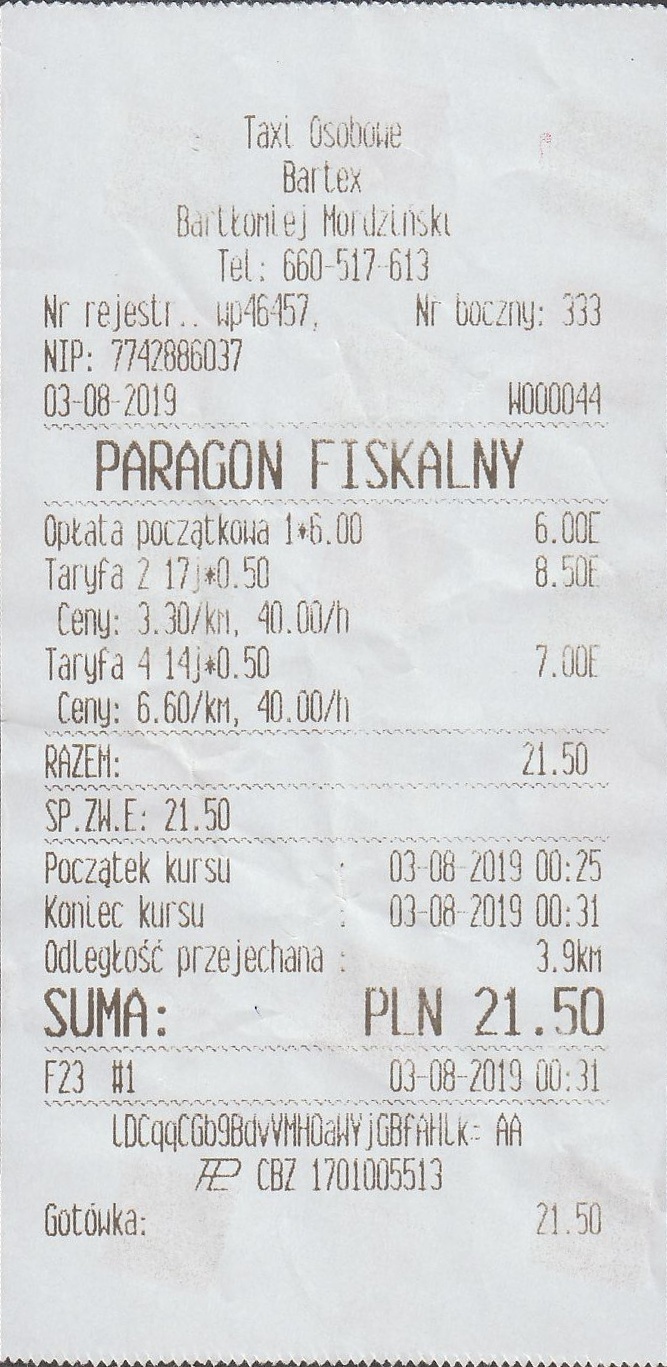 Taxi Osobowe
Bartex
Bartłomiej Mordziński
Tel: 660-517-613
Nr rejestr.. wp46457, Nr boczny: 333
NIP: 7742886037
03-08-2019 W000044
PARAGON FISKALNY
Opłata początkowa 1*6.00 6.00E
Taryfa 2 17j*0.50 8.50E
Ceny: 3.30/km, 40.00/h
Taryfa 4 14j*0.50 7.00E
Ceny: 6.60/km, 40.00/h
RAZEM: 21.50
SP.ZW.E: 21.50
Początek kursu : 03-08-2019 00:25
Koniec kursu : 03-08-2019 00:31
Odległość przejechana : 3.9km
SUMA: PLN 21.50
F23 #1 03-08-2019 00:31
lDCqqCGb9BdvVMHOaWYjGBfAHLk= AA
CBZ 1701005513
Gotówka: 21.50